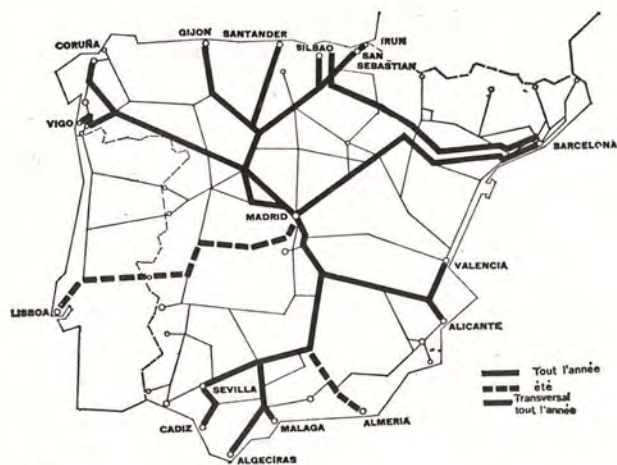 GIJON
SANTANDER
CORUÑA
BILBAO
IRUN
SAN
SEBASTIAN
VIGO
BARCELONA
MADRID
VALENCIA
LISBOA
ALICANTE
SEVILLA
CADIZ
MALAGA
ALMERIA
ALGECIRAS
Tout l'année
été
Transversal
tout l'année